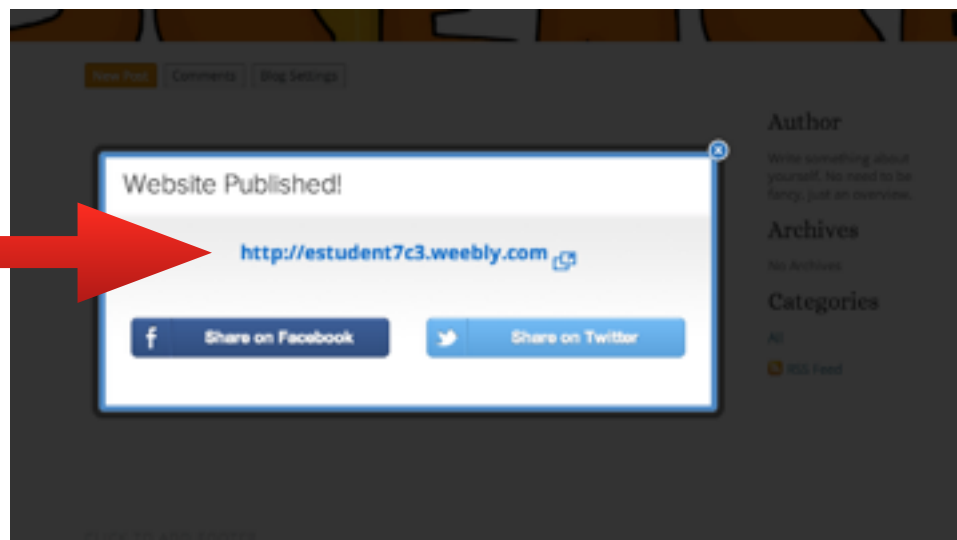 New Post Comments Blog Settings
Author
Write something about
yourself. No need to be
fancy, just an overview.
Archives
No Archives
Categories
All
RSS Feed
Website Published!
http://estudent7c3.weebly.com
f Share on Facebook
Share on Twitter